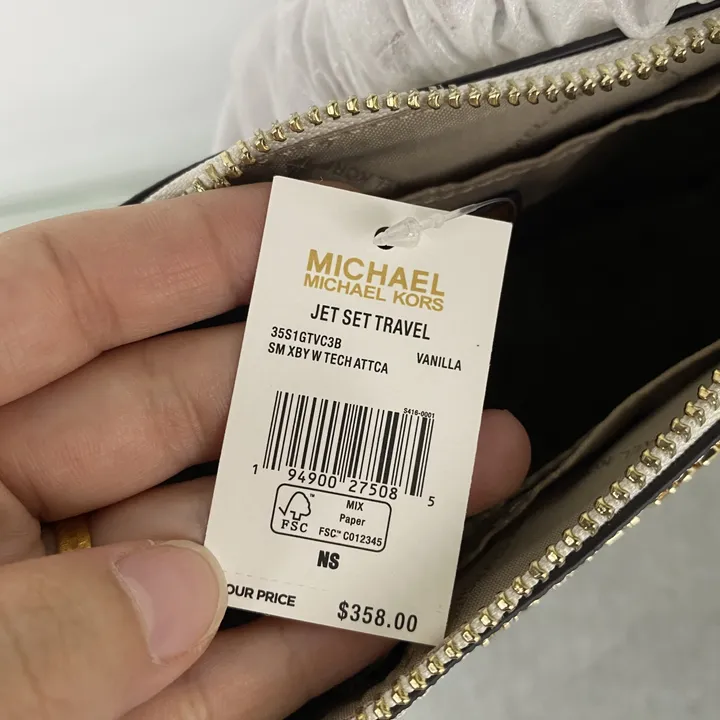 MICHAEL
MICHAEL KORS
JET SET TRAVEL
35S1GTVC3B
SM XBY W TECH ATTCA VANILLA
S416-0001
1 94900 27508 5
FSC™
MIX
Paper
FSC™ C012345
NS
OUR PRICE $358.00